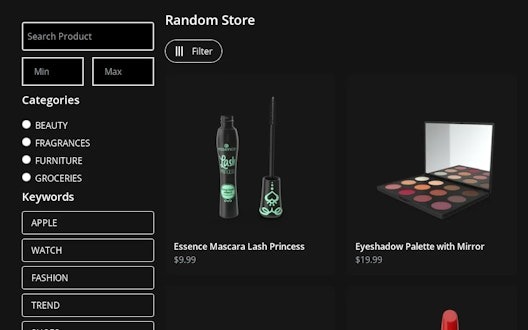 Search Product
Min
Max
Categories
BEAUTY
FRAGRANCES
FURNITURE
GROCERIES
Keywords
APPLE
WATCH
FASHION
TREND
Random Store
Filter
essence
Lash
PRINCESS
Essence Mascara Lash Princess
$9.99
Eyeshadow Palette with Mirror
$19.99